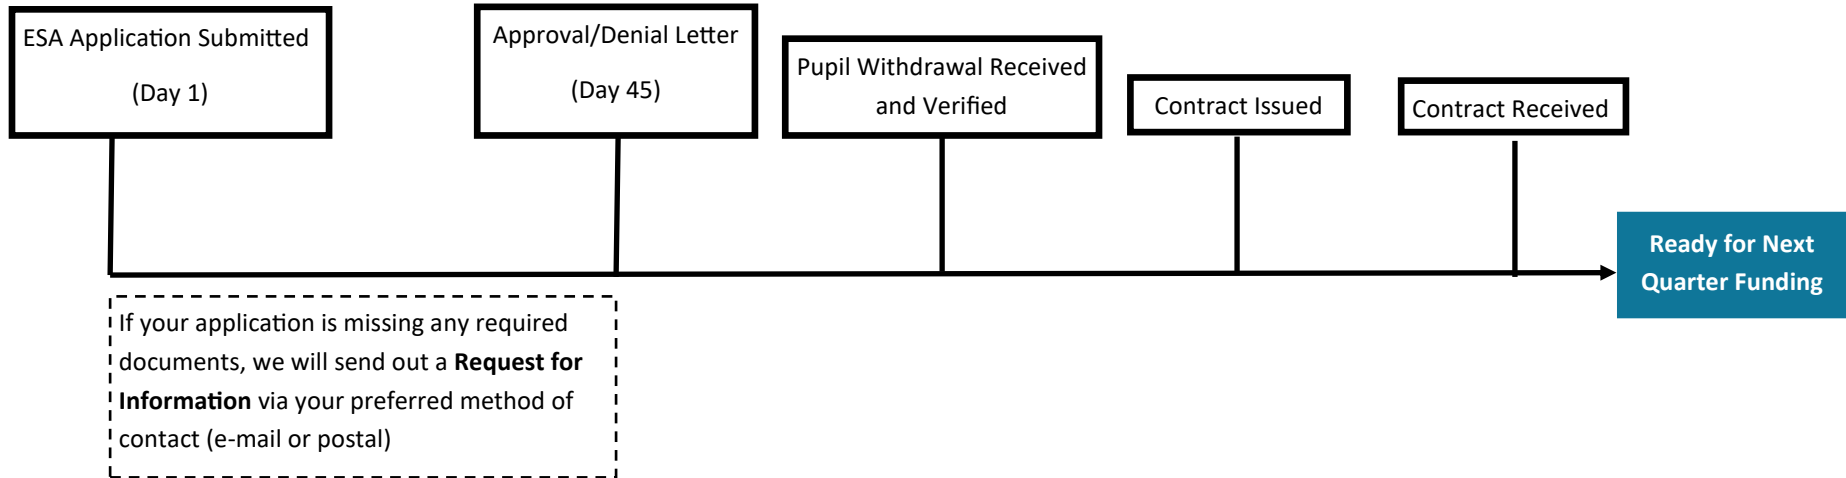 ESA Application Submitted
(Day 1)
Approval/Denial Letter
(Day 45)
Pupil Withdrawal Received
and Verified
Contract Issued
Contract Received
Ready for Next
Quarter Funding
If your application is missing any required
documents, we will send out a Request for
Information via your preferred method of
contact (e-mail or postal)